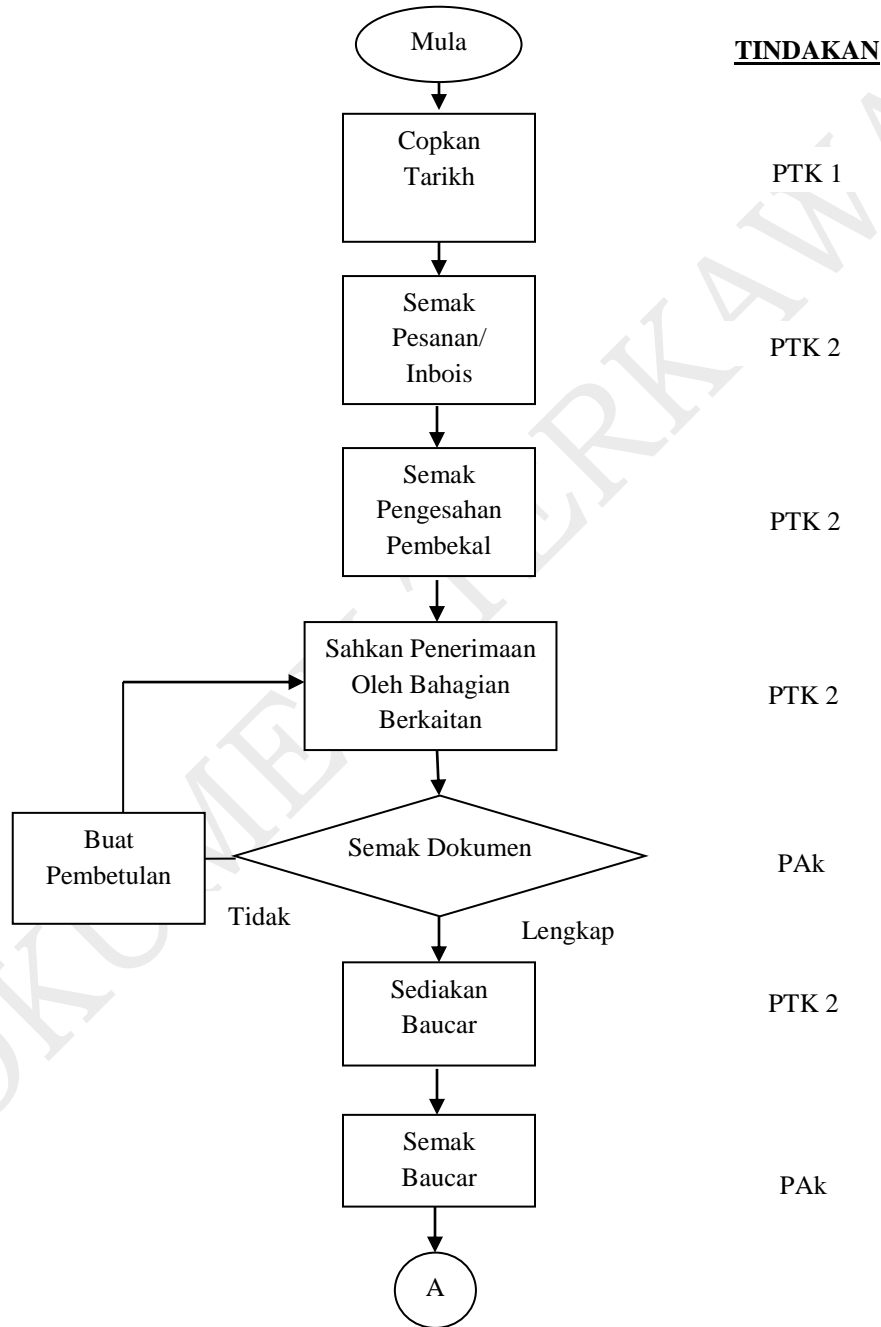 Mula
TINDAKAN
Copkan
Tarikh
PTK 1
Semak
Pesanan/
Inbois
PTK 2
Semak
Pengesahan
Pembekal
PTK 2
Sahkan Penerimaan
Oleh Bahagian
Berkaitan
PTK 2
Buat
Pembetulan
Semak Dokumen
PAk
Tidak
Lengkap
Sediakan
Baucar
PTK 2
Semak
Baucar
PAk
A